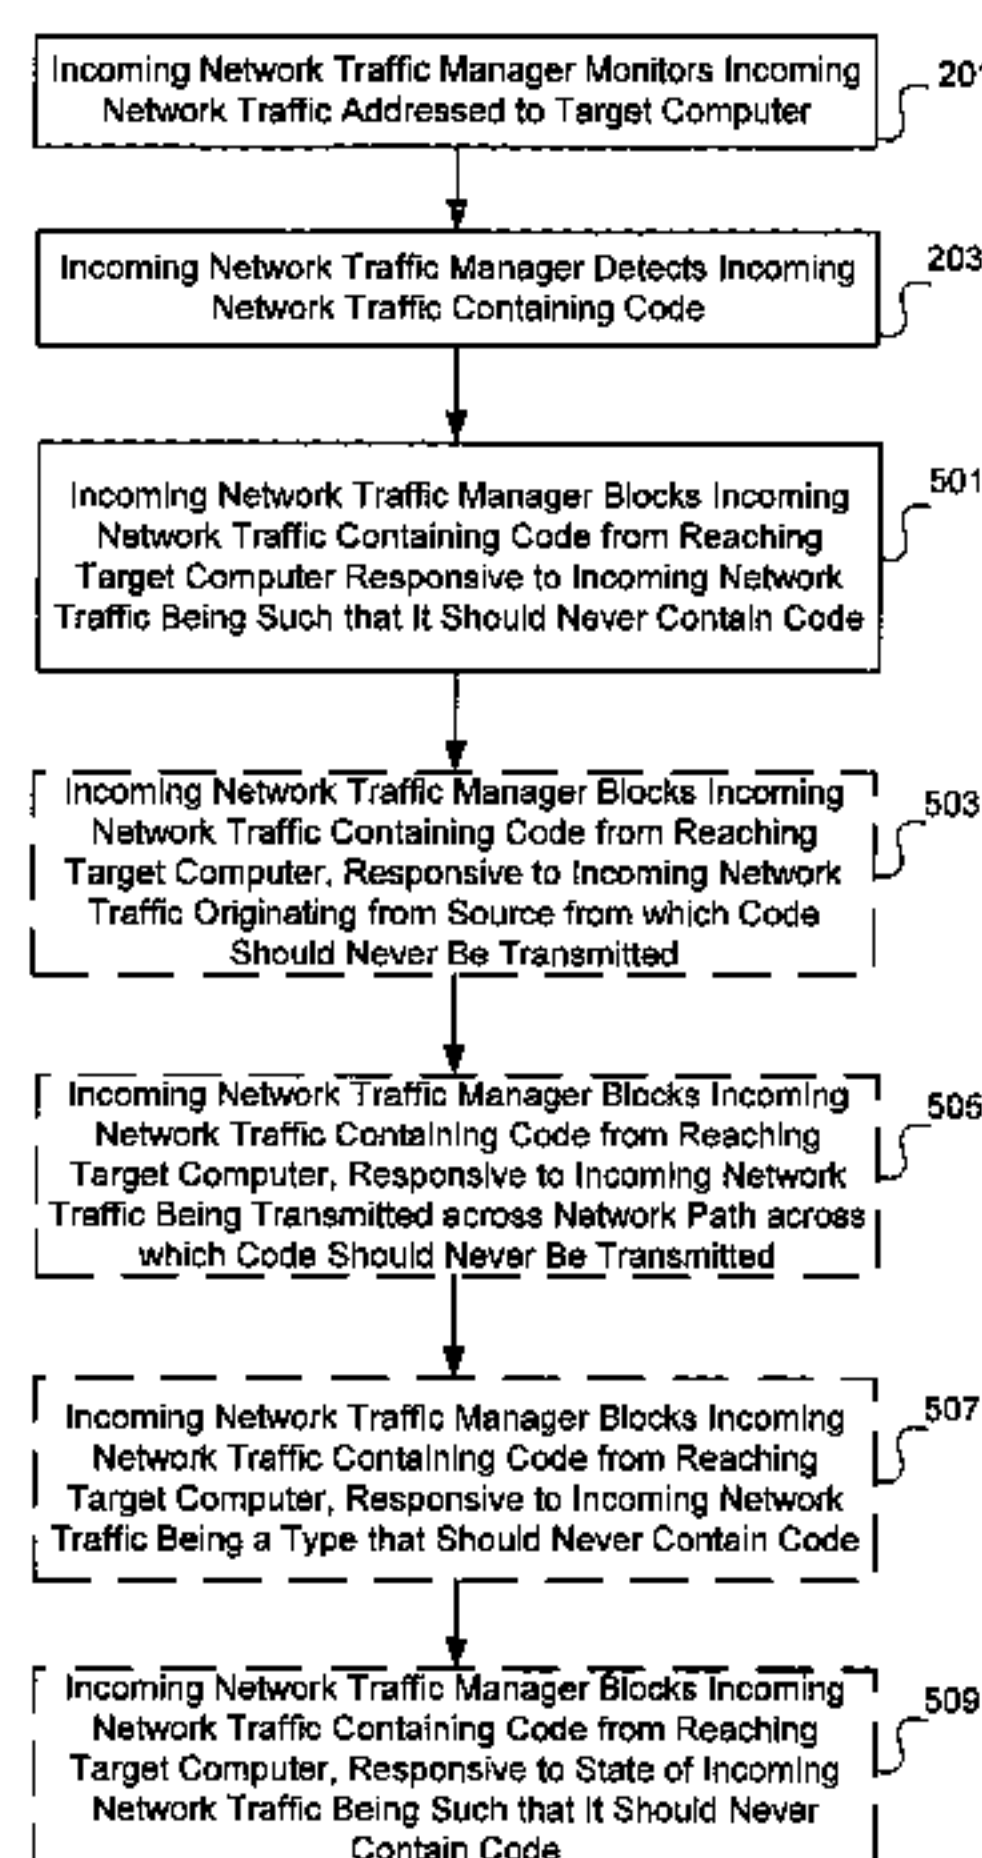 Incoming Network Traffic Manager Monitors Incoming
Network Traffic Addressed to Target Computer
201
Incoming Network Traffic Manager Detects Incoming
Network Traffic Containing Code
203
Incoming Network Traffic Manager Blocks Incoming
Network Traffic Containing Code from Reaching
Target Computer Responsive to Incoming Network
Traffic Being Such that It Should Never Contain Code
501
Incoming Network Traffic Manager Blocks Incoming
Network Traffic Containing Code from Reaching
Target Computer, Responsive to Incoming Network
Traffic Originating from Source from which Code
Should Never Be Transmitted
503
Incoming Network Traffic Manager Blocks Incoming
Network Traffic Containing Code from Reaching
Target Computer, Responsive to Incoming Network
Traffic Being Transmitted across Network Path across
which Code Should Never Be Transmitted
505
Incoming Network Traffic Manager Blocks Incoming
Network Traffic Containing Code from Reaching
Target Computer, Responsive to Incoming Network
Traffic Being a Type that Should Never Contain Code
507
Incoming Network Traffic Manager Blocks Incoming
Network Traffic Containing Code from Reaching
Target Computer, Responsive to State of Incoming
Network Traffic Being Such that It Should Never
Contain Code
509